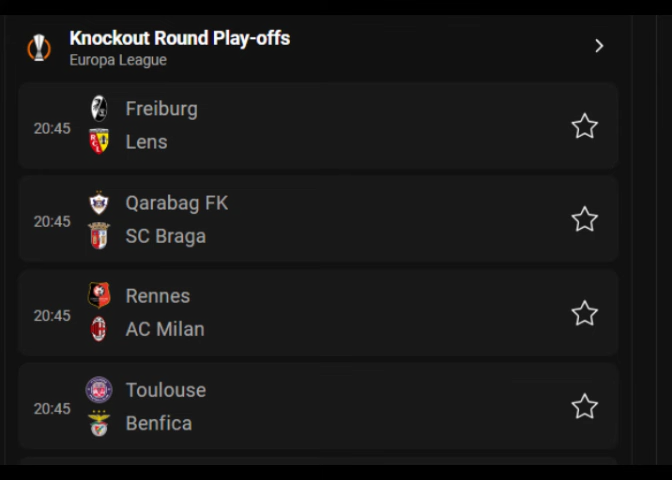 Knockout Round Play-offs
Europa League
20:45
Freiburg
Lens
20:45
Qarabag FK
SC Braga
20:45
Rennes
AC Milan
20:45
Toulouse
Benfica